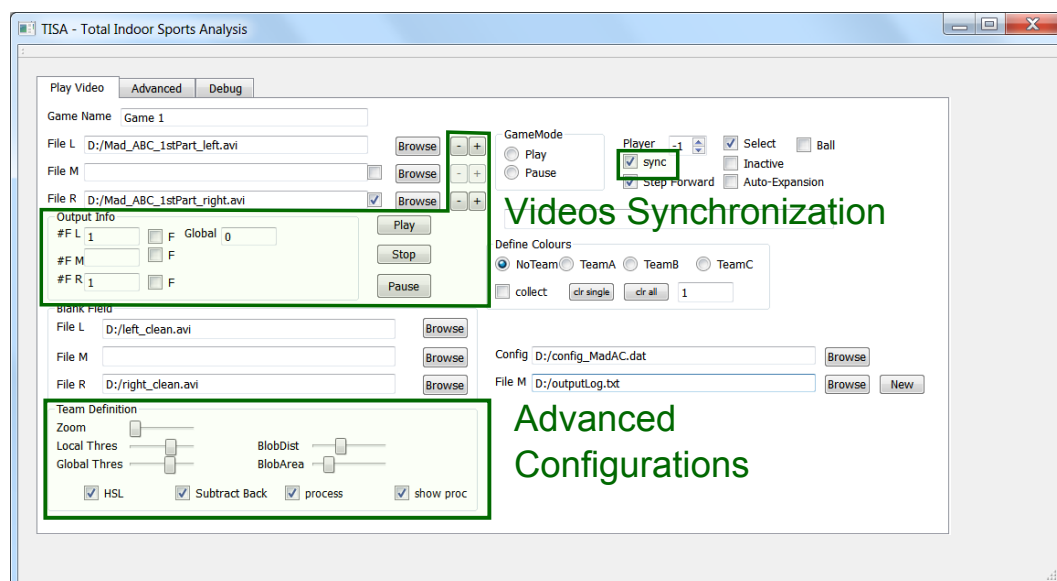 TISA - Total Indoor Sports Analysis
Play Video Advanced Debug
Game Name Game 1
File L D:/Mad_ABC_1stPart_left.avi Browse - +
File M Browse - +
File R D:/Mad_ABC_1stPart_right.avi Browse - +
GameMode
Play
Pause
Player -1 Select Ball
sync Inactive
Step Forward Auto-Expansion
Videos Synchronization
Output Info
#F L 1 F Global 0
#F M F
#F R 1 F
Play
Stop
Pause
Define Colours
NoTeam TeamA TeamB TeamC
collect clr single clr all 1
Blank Field
File L D:/left_clean.avi Browse
File M Browse
File R D:/right_clean.avi Browse
Config D:/config_MadAC.dat Browse
File M D:/outputLog.txt Browse New
Team Definition
Zoom
Local Thres BlobDist
Global Thres BlobArea
HSL Subtract Back process show proc
Advanced
Configurations